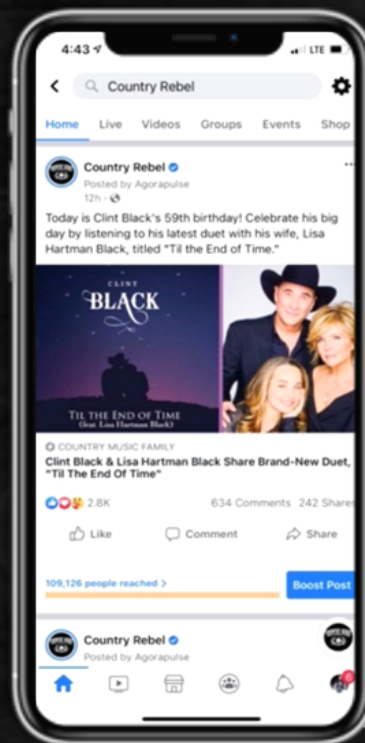 4:43
LTE
Country Rebel
Home Live Videos Groups Events Shop
Country Rebel
Posted by Agorapulse
12h
Today is Clint Black's 59th birthday! Celebrate his big
day by listening to his latest duet with his wife, Lisa
Hartman Black, titled "Til the End of Time."
CLINT
BLACK
TIL THE END OF TIME
(feat. Lisa Hartman Black)
COUNTRY MUSIC FAMILY
Clint Black & Lisa Hartman Black Share Brand-New Duet,
"Til The End Of Time"
2.8K 634 Comments 242 Shares
Like Comment Share
109,126 people reached >
Boost Post
Country Rebel
Posted by Agorapulse
6